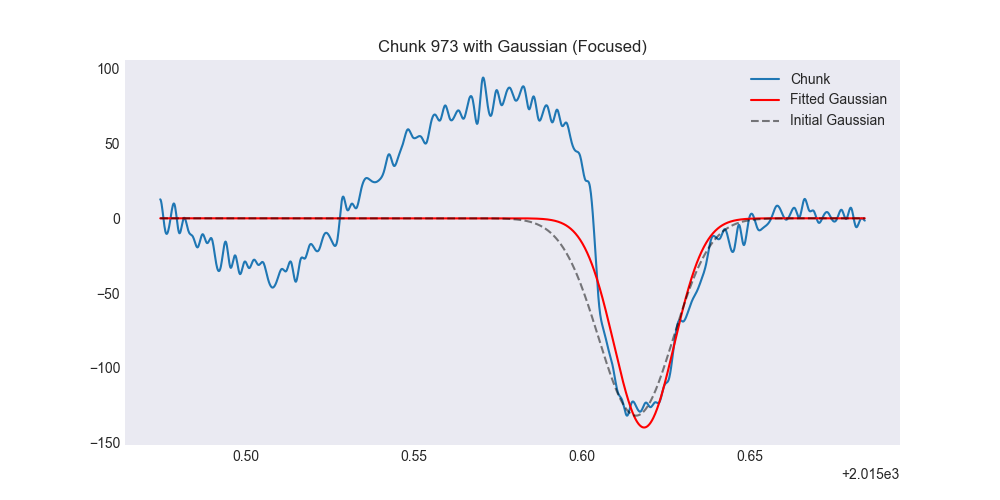 Chunk 973 with Gaussian (Focused)
100
50
0
−50
−100
−150
Chunk
Fitted Gaussian
Initial Gaussian
0.50 0.55 0.60 0.65
+2.015e3